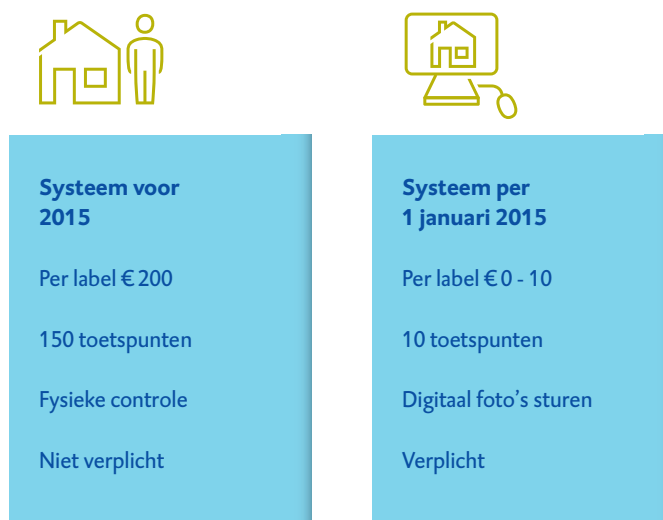 Systeem voor
2015
Per label € 200
150 toetspunten
Fysieke controle
Niet verplicht
Systeem per
1 januari 2015
Per label € 0 - 10
10 toetspunten
Digitaal foto’s sturen
Verplicht